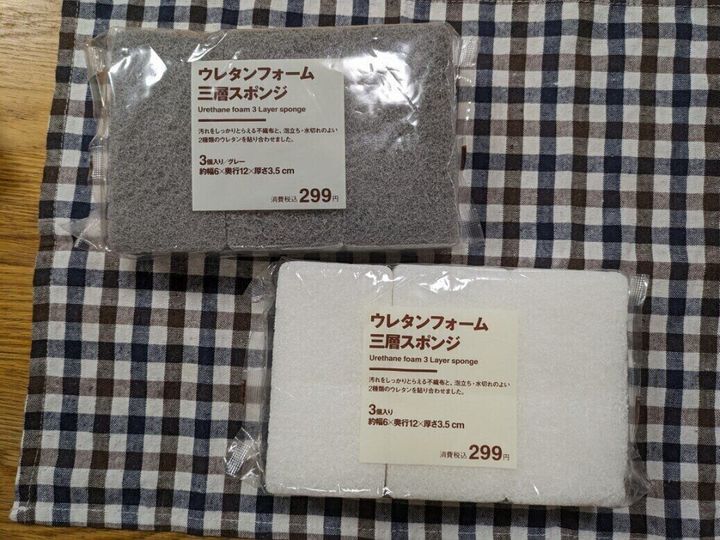 ウレタンフォーム
三層スポンジ
Urethane foam 3 Layer sponge
汚れをしっかりとらえる不織布と、泡立ち・水切れのよい
2種類のウレタンを貼り合わせました。
3個入り/グレー
約幅6×奥行12×厚さ3.5cm
消費税込 299円
ウレタンフォーム
三層スポンジ
Urethane foam 3 Layer sponge
汚れをしっかりとらえる不織布と、泡立ち・水切れのよい
2種類のウレタンを貼り合わせました。
3個入り
約幅6×奥行12×厚さ3.5cm
消費税込 299円